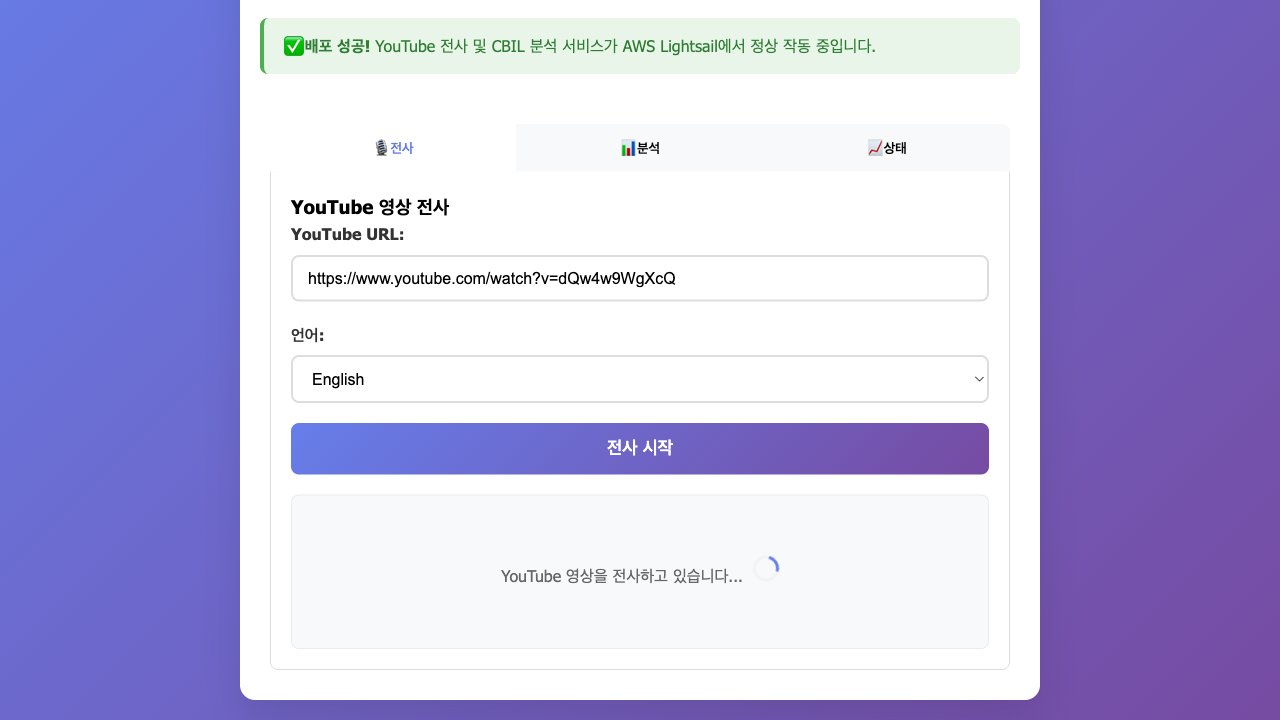 ✅배포 성공! YouTube 전사 및 CBIL 분석 서비스가 AWS Lightsail에서 정상 작동 중입니다.
🎙️전사
📊분석
📈상태
YouTube 영상 전사
YouTube URL:
https://www.youtube.com/watch?v=dQw4w9WgXcQ
언어:
English
전사 시작
YouTube 영상을 전사하고 있습니다...